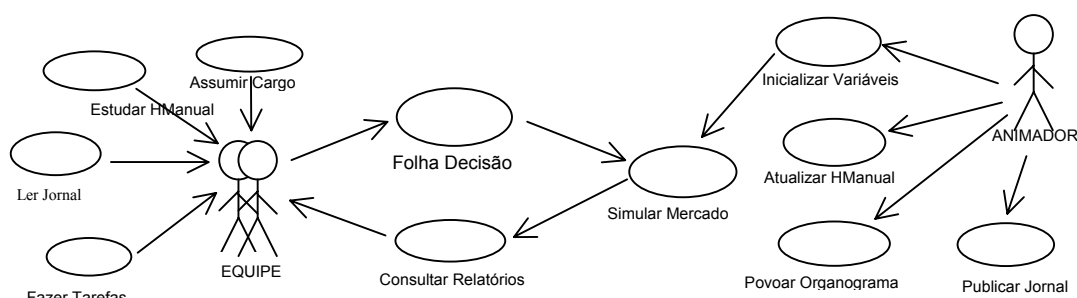 Assumir Cargo
Inicializar Variáveis
Estudar HManual
ANIMADOR
Folha Decisão
Atualizar HManual
Ler Jornal
Simular Mercado
EQUIPE
Consultar Relatórios
Povoar Organograma
Publicar Jornal
Fazer Tarefas